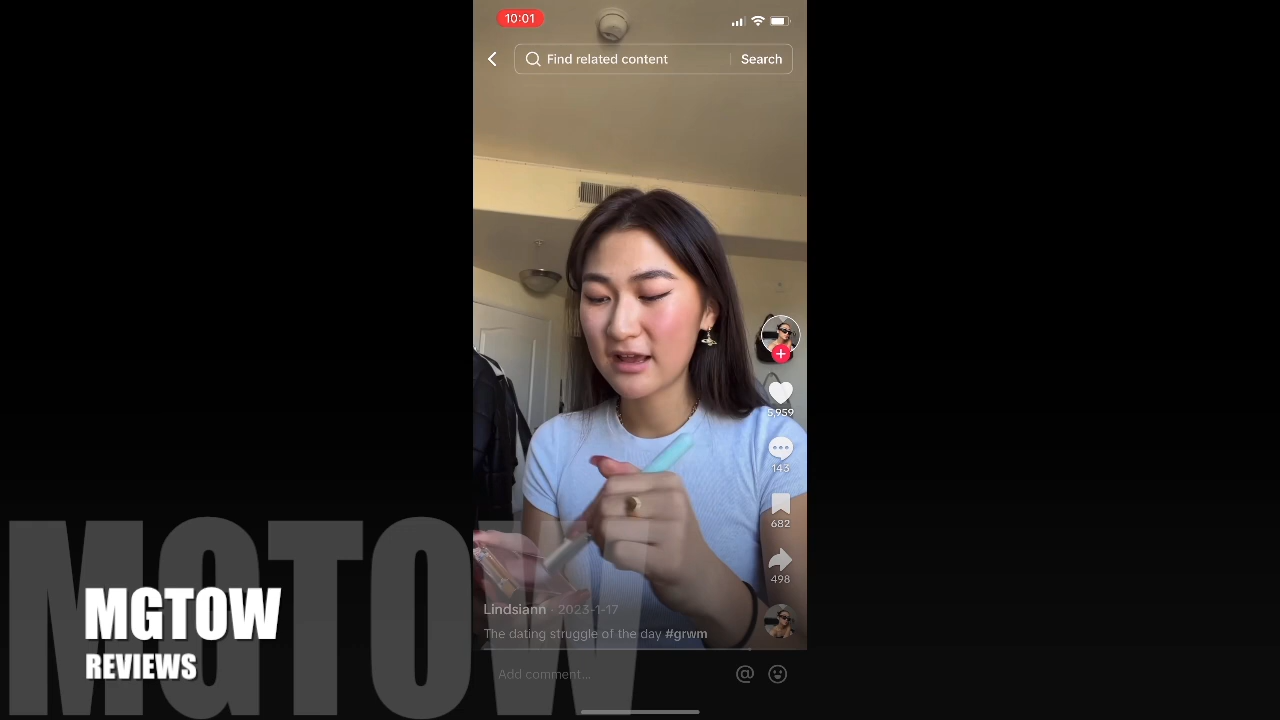 10:01
Find related content
Search
5,959
143
682
498
Lindsiann · 2023-1-17
The dating struggle of the day #grwm
Add comment...
@
MGTOW
MGTOW
REVIEWS